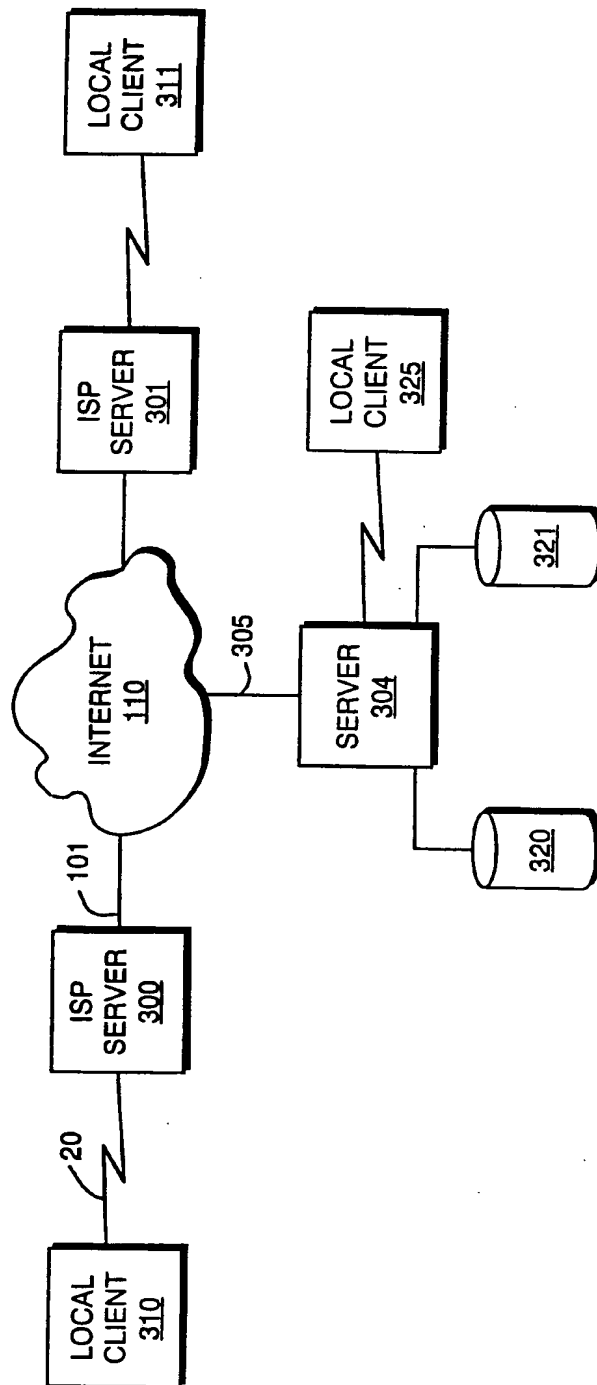 LOCAL
CLIENT
310
20
ISP
SERVER
300
101
INTERNET
110
ISP
SERVER
301
LOCAL
CLIENT
311
305
SERVER
304
LOCAL
CLIENT
325
320
321